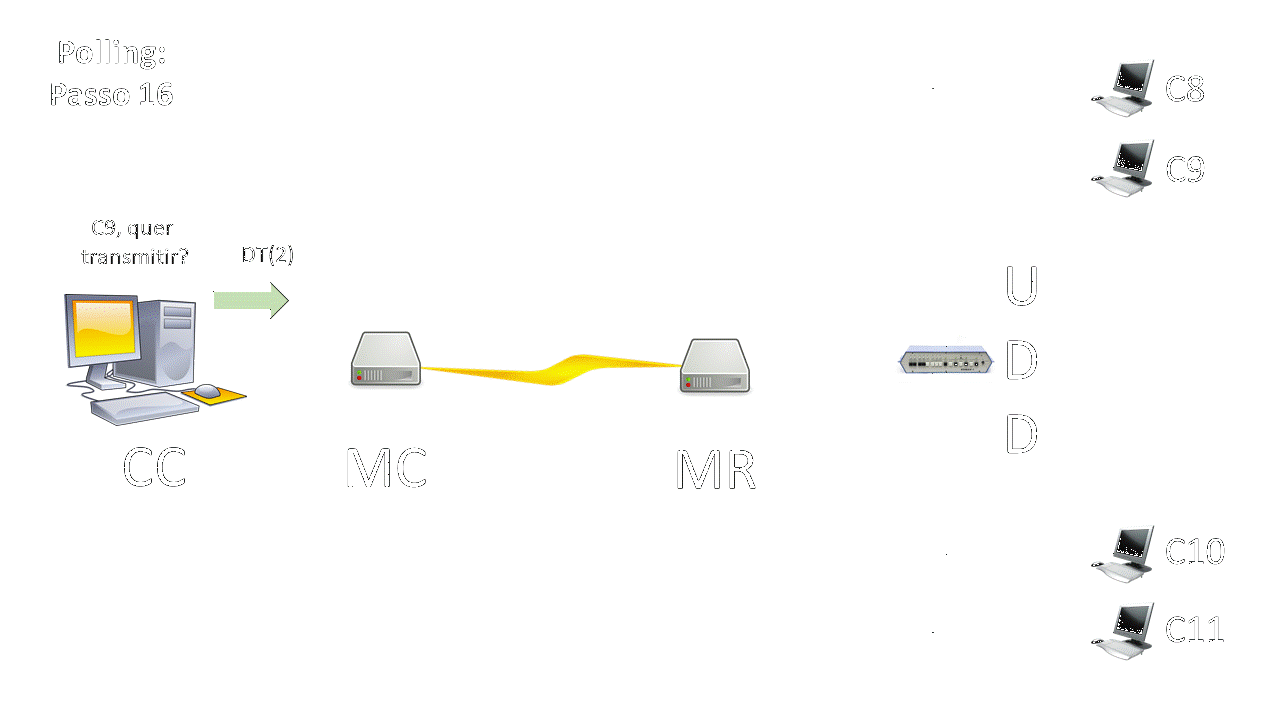 Polling:
Passo 16
C8
C9
C9, quer
transmitir?
DT(2)
U
D
D
CC
MC
MR
C10
C11